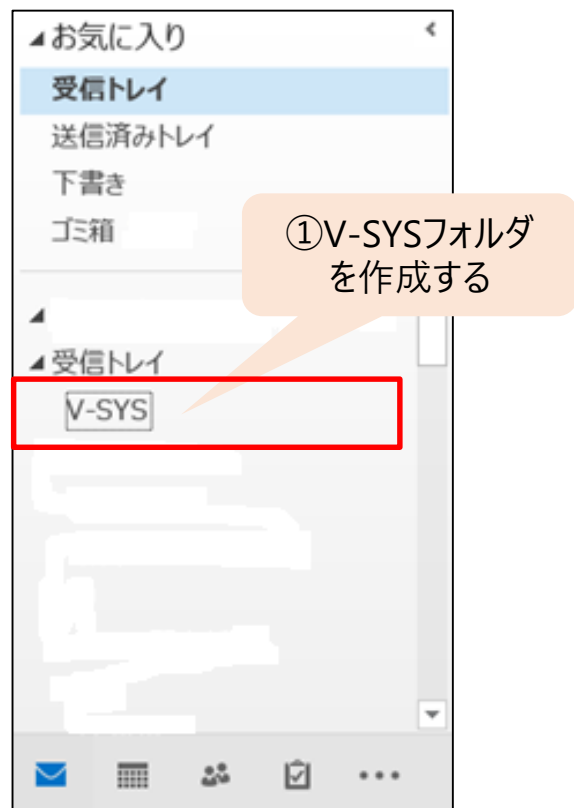 お気に入り
受信トレイ
送信済みトレイ
下書き
ゴミ箱
①V-SYSフォルダ
を作成する
受信トレイ
V-SYS